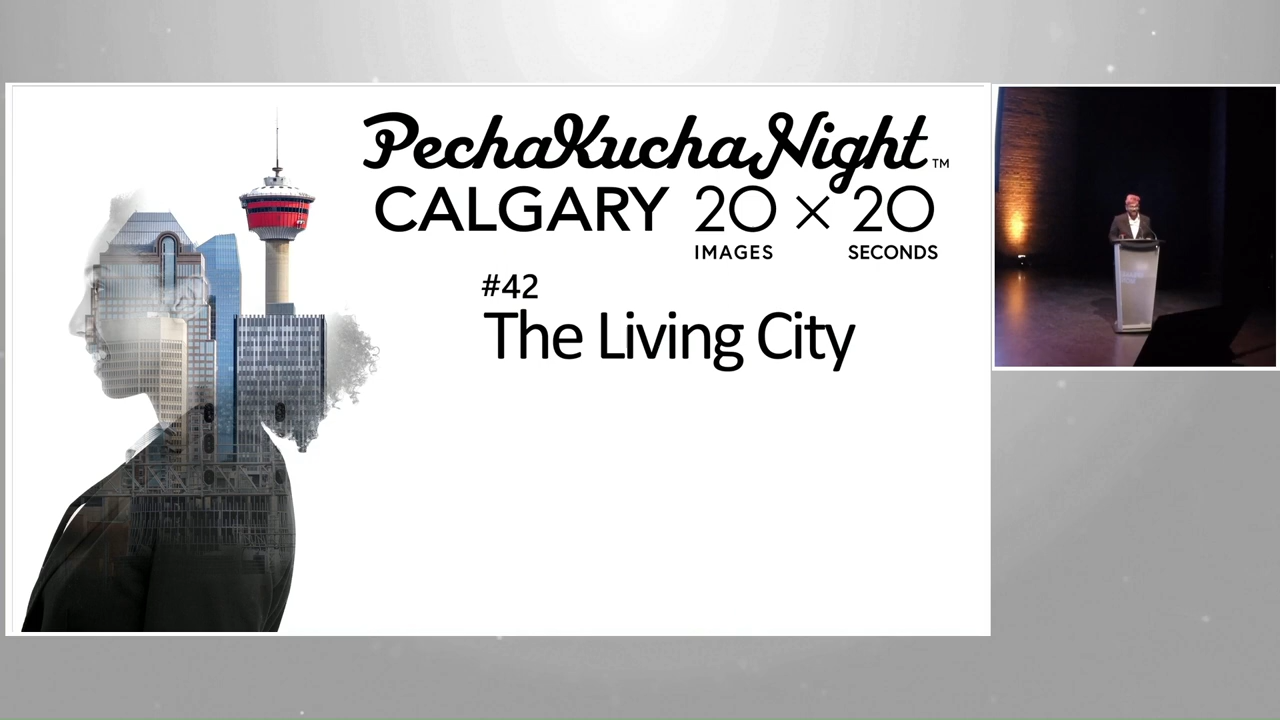 PechaKuchaNight™
CALGARY 20 × 20
IMAGES SECONDS
#42
The Living City